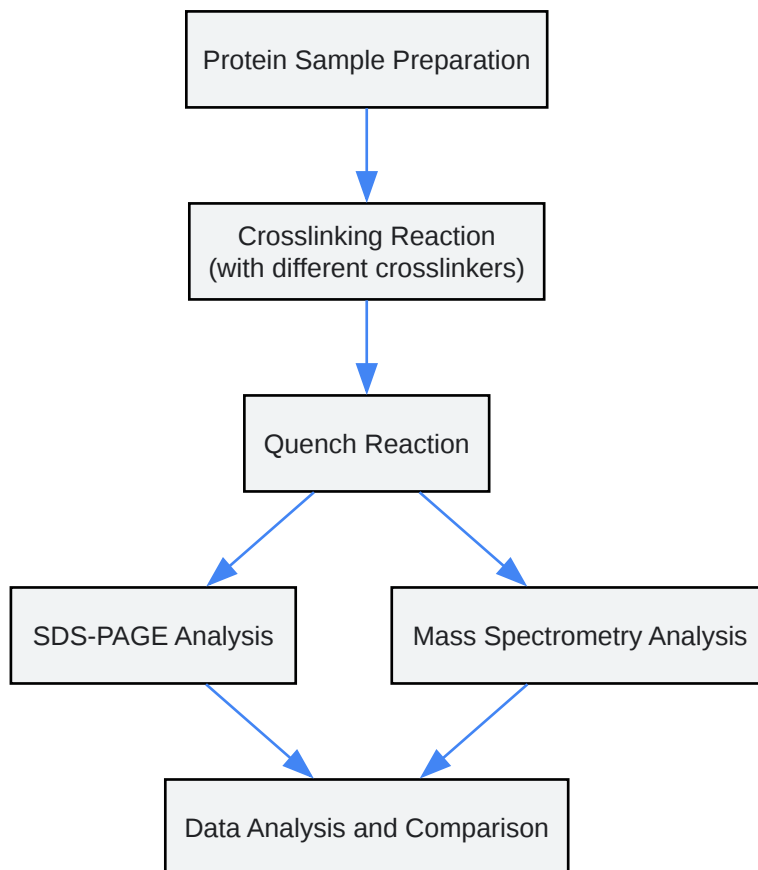 Protein Sample Preparation
Crosslinking Reaction
(with different crosslinkers)
Quench Reaction
SDS-PAGE Analysis
Mass Spectrometry Analysis
Data Analysis and Comparison